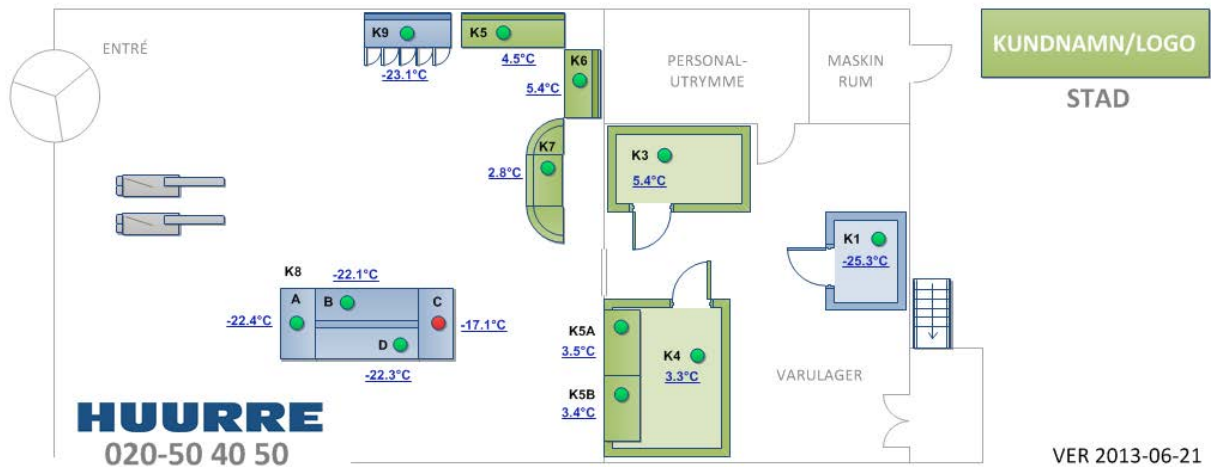 ENTRÉ
K9
-23.1°C
K5
4.5°C
K6
5.4°C
PERSONAL-
UTRYMME
MASKIN
RUM
KUNDNAMN/LOGO
STAD
K7
2.8°C
K3
5.4°C
K1
-25.3°C
K8
-22.1°C
A
B
C
-22.4°C
-17.1°C
D
-22.3°C
K5A
3.5°C
K4
3.3°C
K5B
3.4°C
VARULAGER
HUURRE
020-50 40 50
VER 2013-06-21